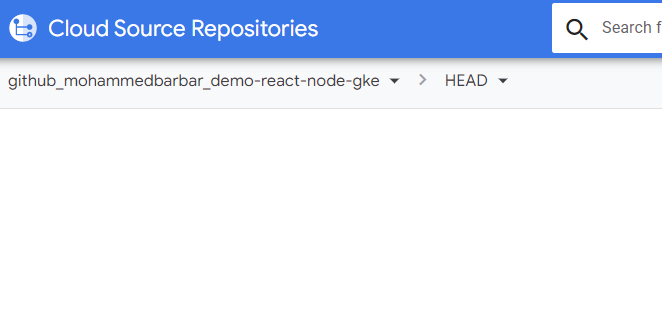 Cloud Source Repositories
Search f
github_mohammedbarbar_demo-react-node-gke
HEAD